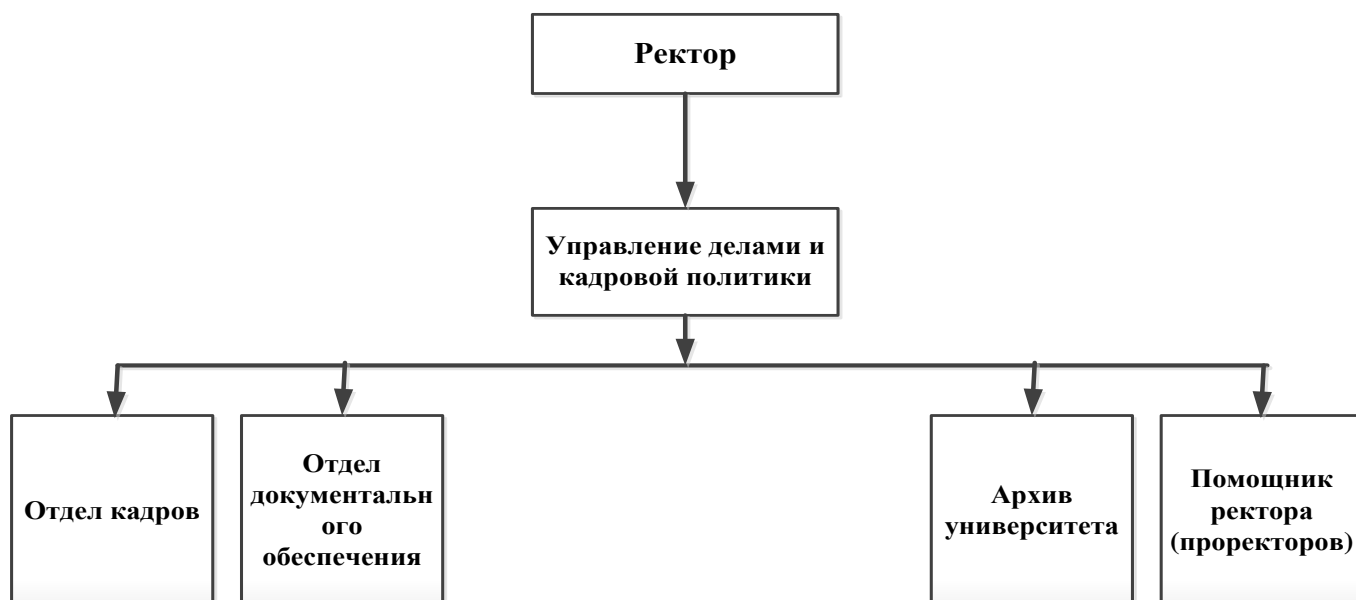 Ректор
Управление делами и
кадровой политики
Отдел кадров
Отдел
документальн
ого
обеспечения
Архив
университета
Помощник
ректора
(проректоров)